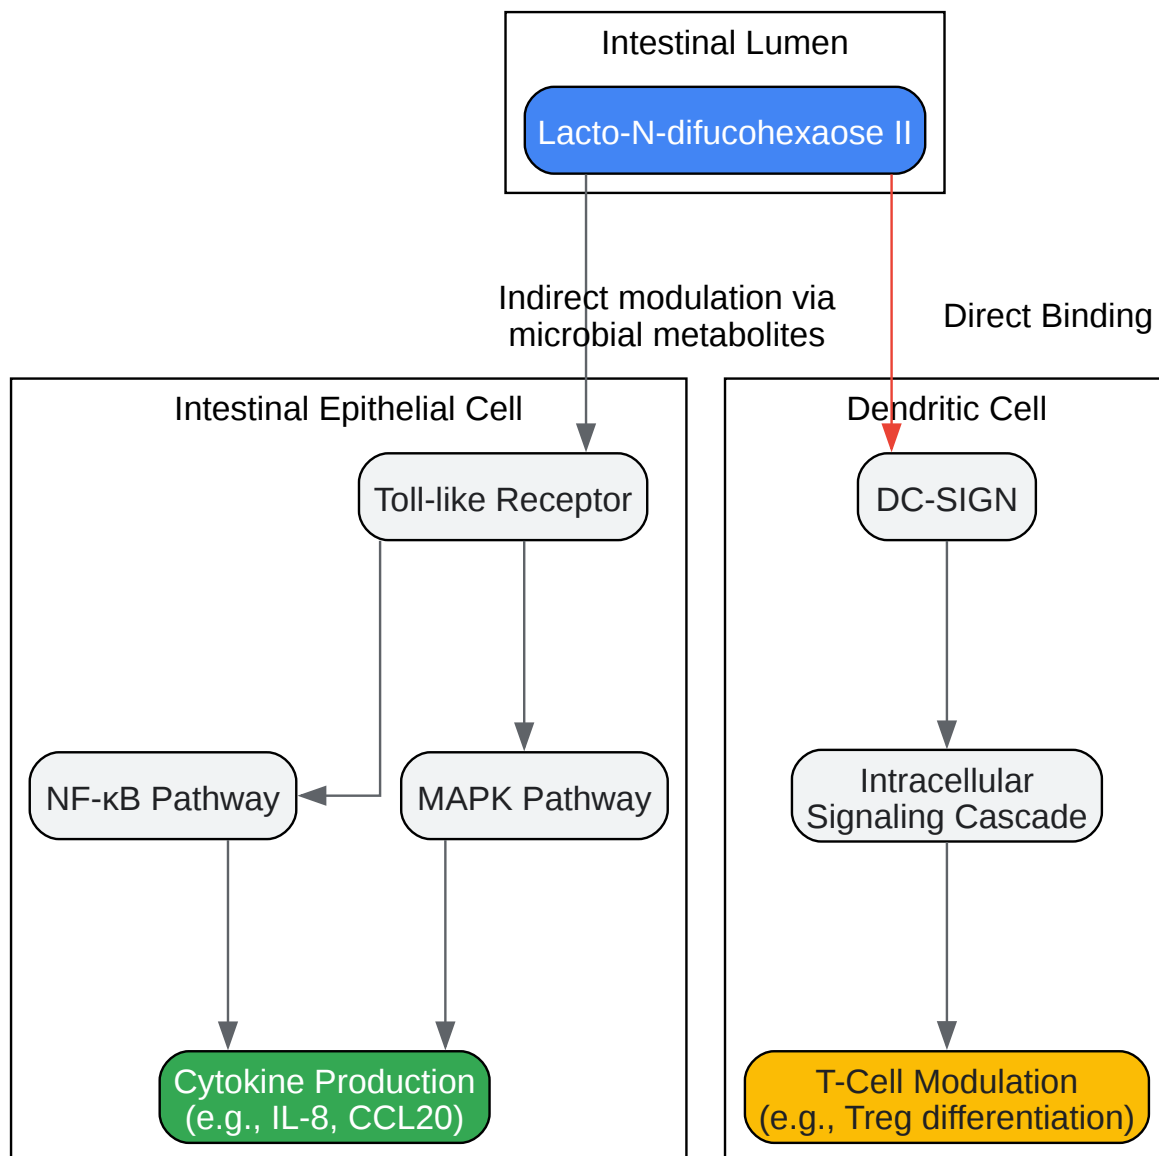 Intestinal Lumen
Lacto-N-difucohexaose II
Indirect modulation via
microbial metabolites
Direct Binding
Intestinal Epithelial Cell
Dendritic Cell
Toll-like Receptor
DC-SIGN
NF-κB Pathway
MAPK Pathway
Intracellular
Signaling Cascade
Cytokine Production
(e.g., IL-8, CCL20)
T-Cell Modulation
(e.g., Treg differentiation)